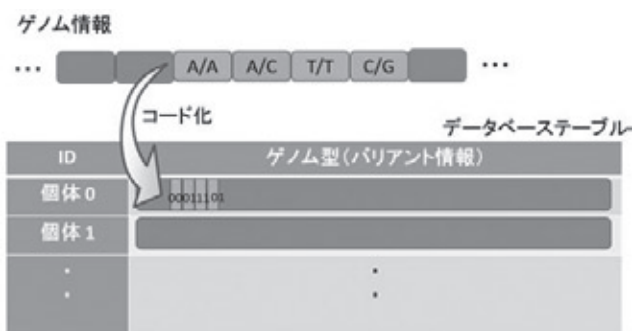 ゲノム情報
... A/A A/C T/T C/G ...
コード化
データベーステーブル
ID ゲノム型(バリアント情報)
個体 0 00011101
個体 1